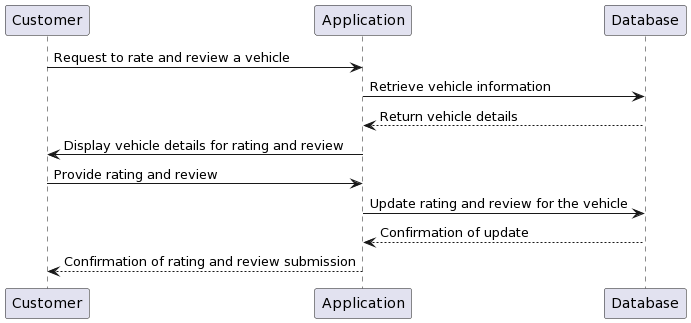 Customer Application Database
Request to rate and review a vehicle
Retrieve vehicle information
Return vehicle details
Display vehicle details for rating and review
Provide rating and review
Update rating and review for the vehicle
Confirmation of update
Confirmation of rating and review submission
Customer Application Database